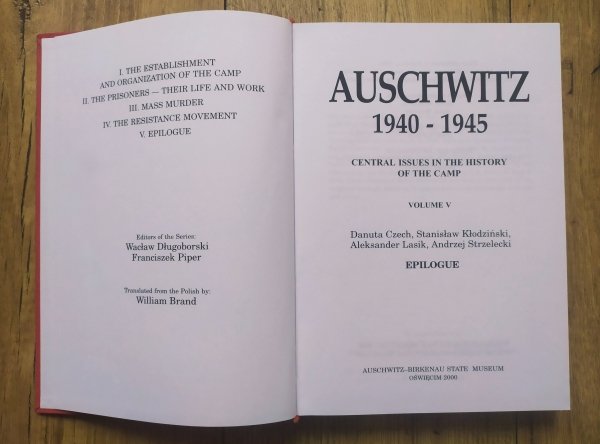 I. THE ESTABLISHMENT
AND ORGANIZATION OF THE CAMP
II. THE PRISONERS — THEIR LIFE AND WORK
III. MASS MURDER
IV. THE RESISTANCE MOVEMENT
V. EPILOGUE
Editors of the Series:
Wacław Długoborski
Franciszek Piper
Translated from the Polish by:
William Brand
AUSCHWITZ
1940 - 1945
CENTRAL ISSUES IN THE HISTORY
OF THE CAMP
VOLUME V
Danuta Czech, Stanisław Kłodziński,
Aleksander Lasik, Andrzej Strzelecki
EPILOGUE
AUSCHWITZ–BIRKENAU STATE MUSEUM
OŚWIĘCIM 2000